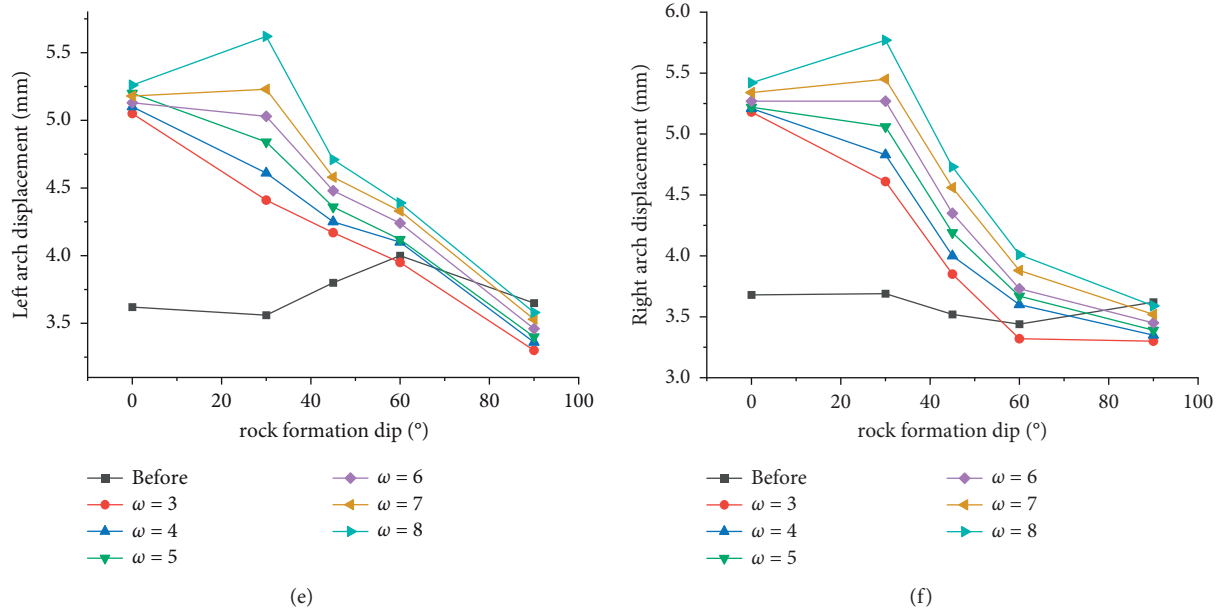 5.5
5.0
4.5
4.0
3.5
Left arch displacement (mm)
0 20 40 60 80 100
rock formation dip (°)
Before
ω = 3
ω = 4
ω = 5
ω = 6
ω = 7
ω = 8
(e)
6.0
5.5
5.0
4.5
4.0
3.5
3.0
Right arch displacement (mm)
0 20 40 60 80 100
rock formation dip (°)
Before
ω = 3
ω = 4
ω = 5
ω = 6
ω = 7
ω = 8
(f)